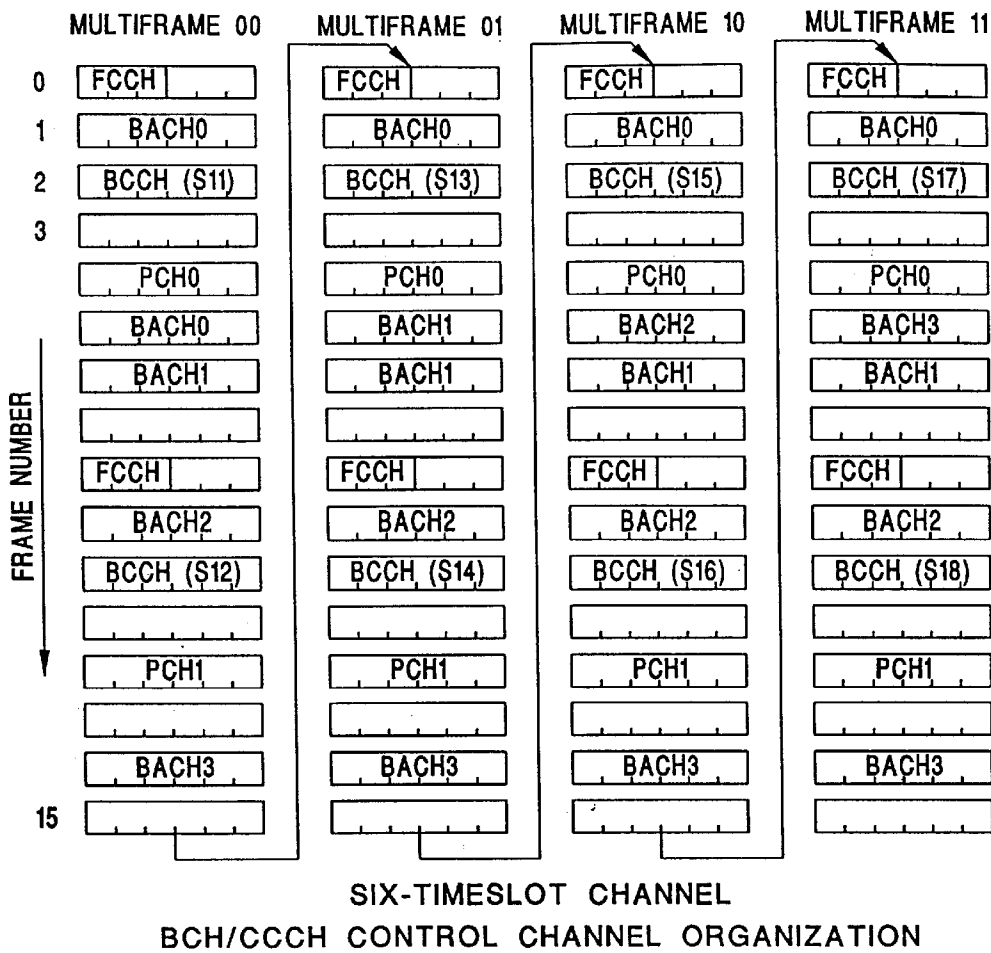 MULTIFRAME 00 MULTIFRAME 01 MULTIFRAME 10 MULTIFRAME 11
0 FCCH FCCH FCCH FCCH
1 BACH0 BACH0 BACH0 BACH0
2 BCCH (S11) BCCH (S13) BCCH (S15) BCCH (S17)
3
PCH0 PCH0 PCH0 PCH0
BACH0 BACH1 BACH2 BACH3
BACH1 BACH1 BACH1 BACH1
FRAME NUMBER
FCCH FCCH FCCH FCCH
BACH2 BACH2 BACH2 BACH2
BCCH (S12) BCCH (S14) BCCH (S16) BCCH (S18)
PCH1 PCH1 PCH1 PCH1
BACH3 BACH3 BACH3 BACH3
15
SIX-TIMESLOT CHANNEL
BCH/CCCH CONTROL CHANNEL ORGANIZATION